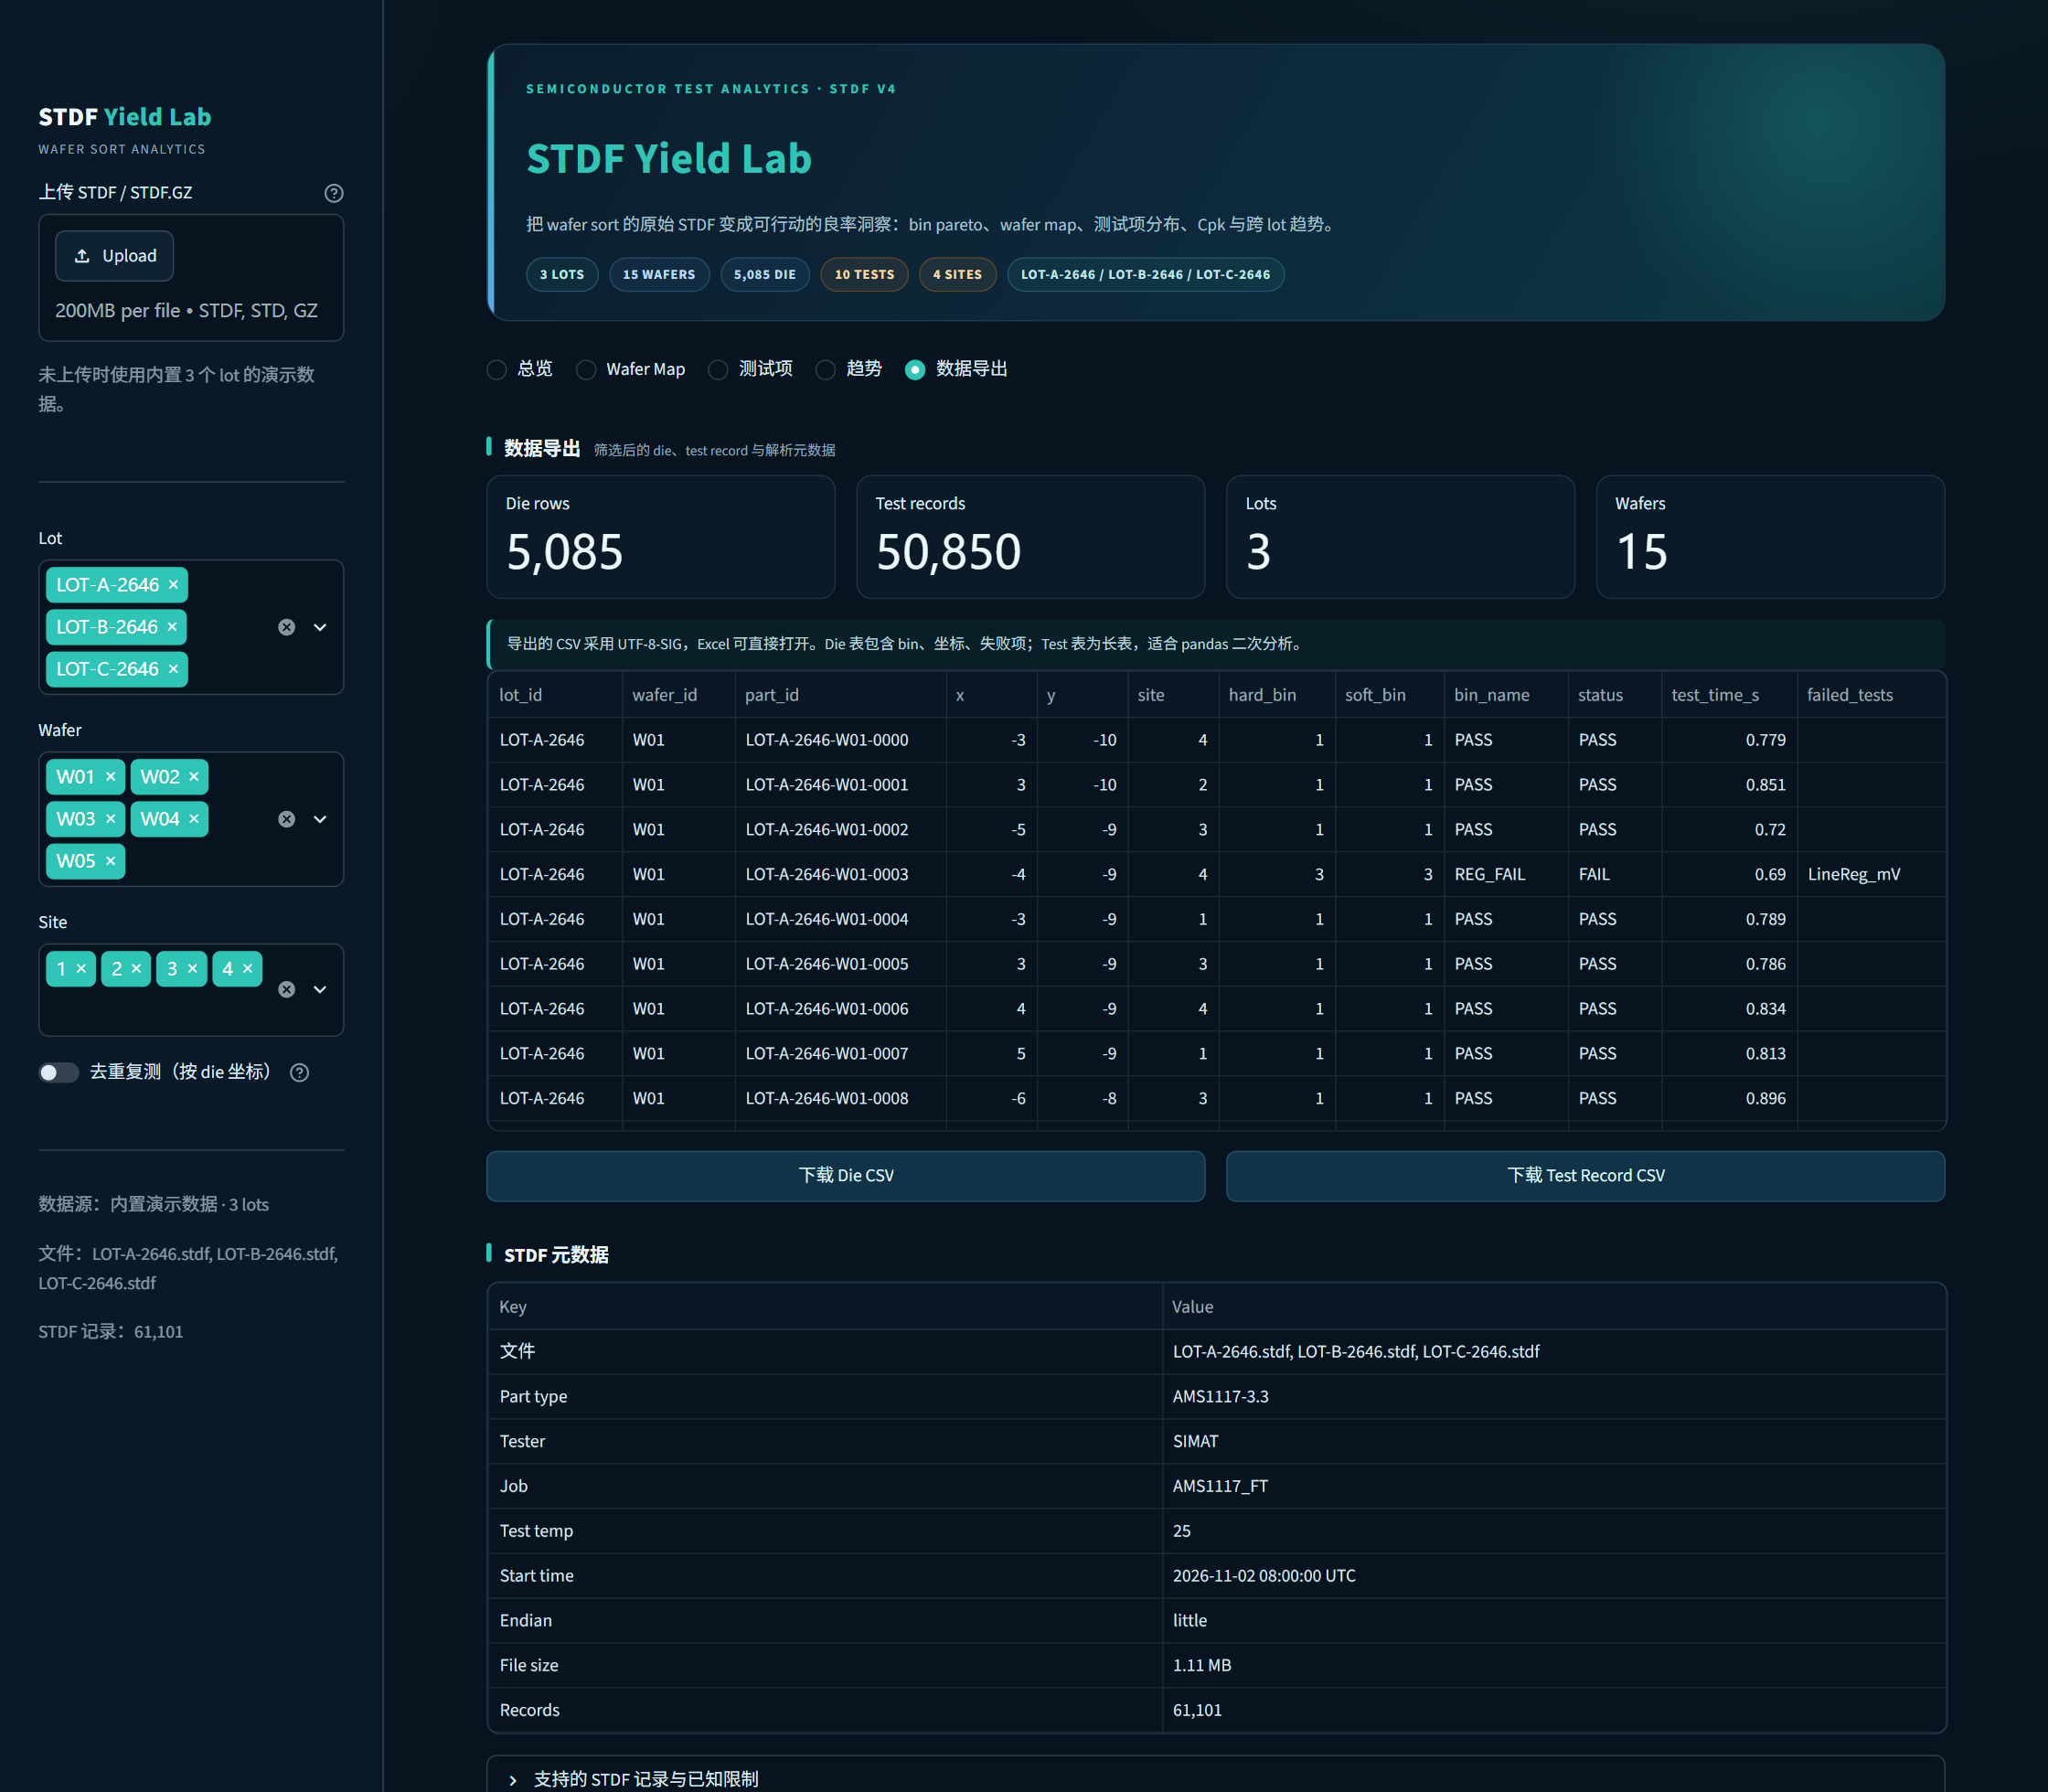 STDF Yield Lab
WAFER SORT ANALYTICS
上传 STDF / STDF.GZ
Upload
200MB per file • STDF, STD, GZ
未上传时使用内置 3 个 lot 的演示数
据。
Lot
LOT-A-2646 ×
LOT-B-2646 ×
LOT-C-2646 ×
Wafer
W01 × W02 ×
W03 × W04 ×
W05 ×
Site
1 × 2 × 3 × 4 ×
去重复测（按 die 坐标）
数据源：内置演示数据 · 3 lots
文件：LOT-A-2646.stdf, LOT-B-2646.stdf,
LOT-C-2646.stdf
STDF 记录：61,101
SEMICONDUCTOR TEST ANALYTICS · STDF V4
STDF Yield Lab
把 wafer sort 的原始 STDF 变成可行动的良率洞察：bin pareto、wafer map、测试项分布、Cpk 与跨 lot 趋势。
3 LOTS 15 WAFERS 5,085 DIE 10 TESTS 4 SITES LOT-A-2646 / LOT-B-2646 / LOT-C-2646
总览 Wafer Map 测试项 趋势 数据导出
数据导出 筛选后的 die、test record 与解析元数据
Die rows Test records Lots Wafers
5,085 50,850 3 15
导出的 CSV 采用 UTF-8-SIG，Excel 可直接打开。Die 表包含 bin、坐标、失败项；Test 表为长表，适合 pandas 二次分析。
lot_id wafer_id part_id x y site hard_bin soft_bin bin_name status test_time_s failed_tests
LOT-A-2646 W01 LOT-A-2646-W01-0000 -3 -10 4 1 1 PASS PASS 0.779
LOT-A-2646 W01 LOT-A-2646-W01-0001 3 -10 2 1 1 PASS PASS 0.851
LOT-A-2646 W01 LOT-A-2646-W01-0002 -5 -9 3 1 1 PASS PASS 0.72
LOT-A-2646 W01 LOT-A-2646-W01-0003 -4 -9 4 3 3 REG_FAIL FAIL 0.69 LineReg_mV
LOT-A-2646 W01 LOT-A-2646-W01-0004 -3 -9 1 1 1 PASS PASS 0.789
LOT-A-2646 W01 LOT-A-2646-W01-0005 3 -9 3 1 1 PASS PASS 0.786
LOT-A-2646 W01 LOT-A-2646-W01-0006 4 -9 4 1 1 PASS PASS 0.834
LOT-A-2646 W01 LOT-A-2646-W01-0007 5 -9 1 1 1 PASS PASS 0.813
LOT-A-2646 W01 LOT-A-2646-W01-0008 -6 -8 3 1 1 PASS PASS 0.896
下载 Die CSV 下载 Test Record CSV
STDF 元数据
Key Value
文件 LOT-A-2646.stdf, LOT-B-2646.stdf, LOT-C-2646.stdf
Part type AMS1117-3.3
Tester SIMAT
Job AMS1117_FT
Test temp 25
Start time 2026-11-02 08:00:00 UTC
Endian little
File size 1.11 MB
Records 61,101
支持的 STDF 记录与已知限制